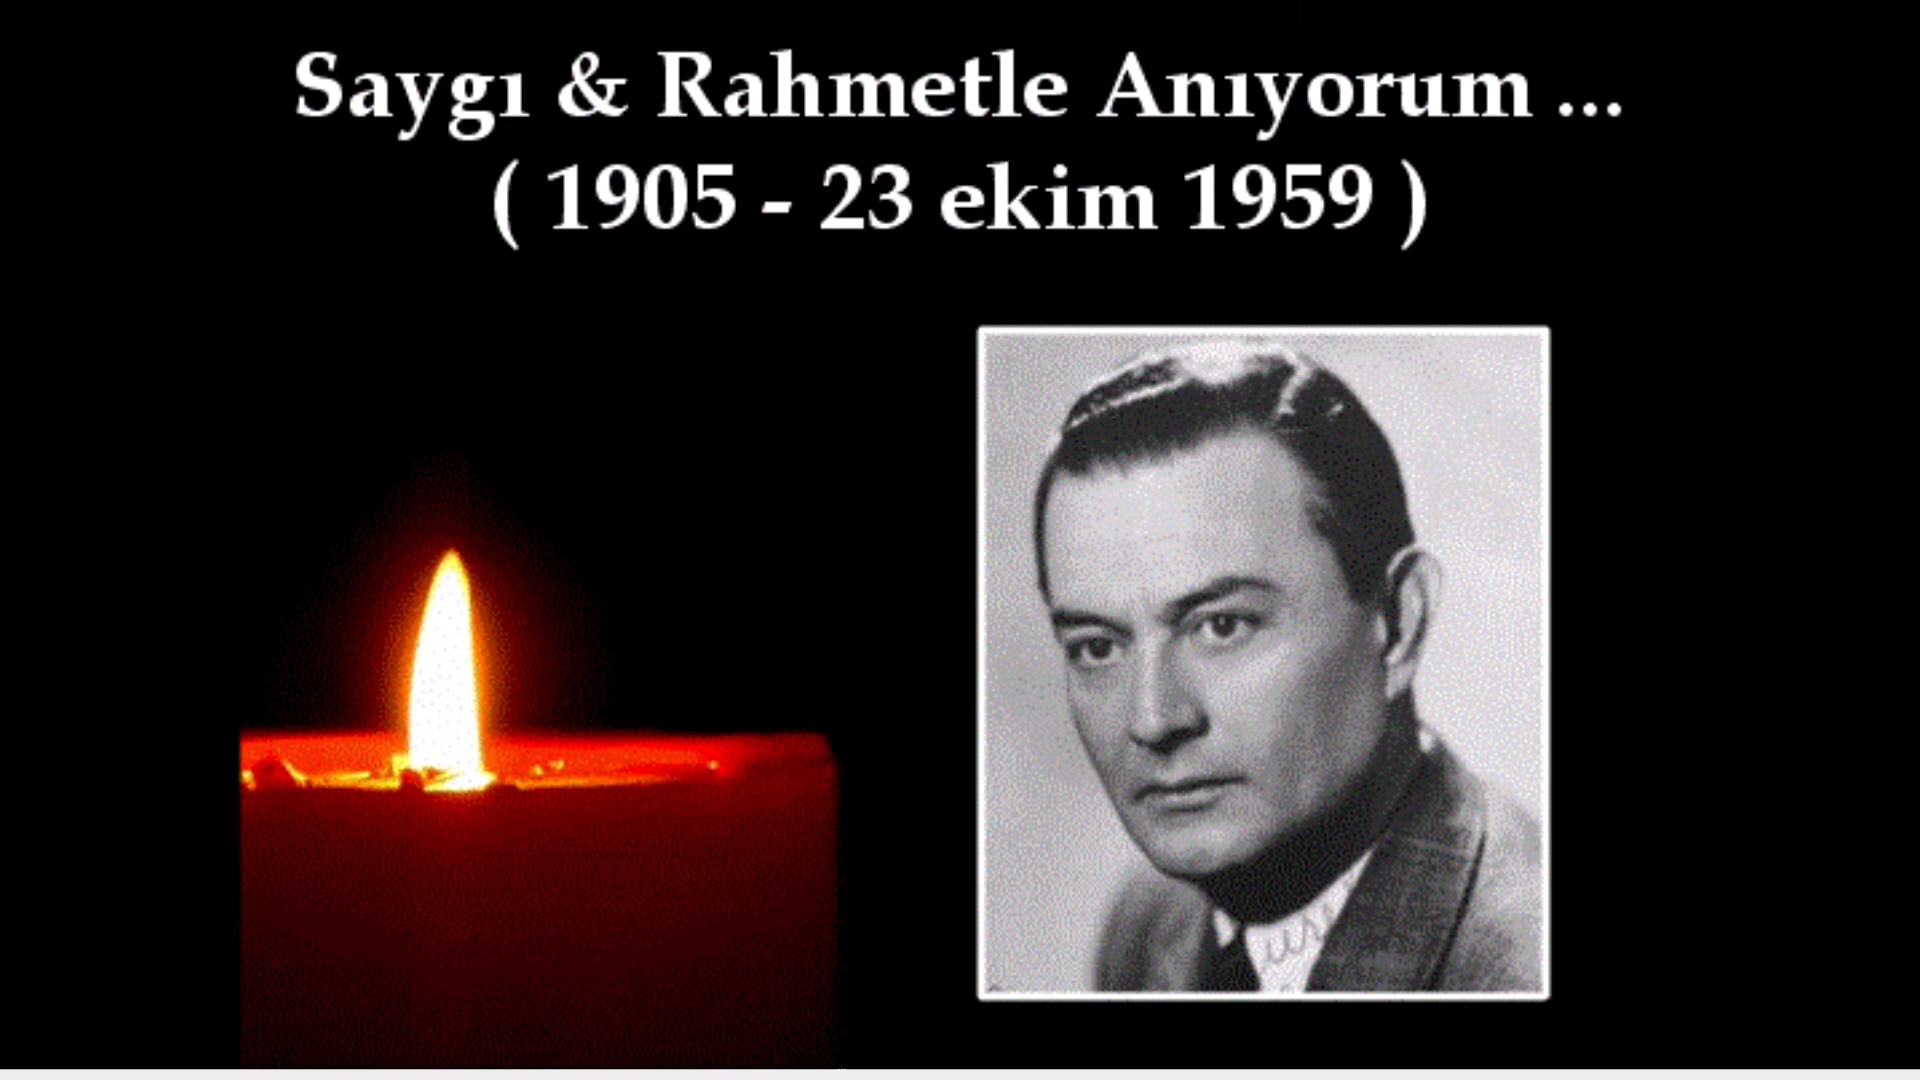 Saygı & Rahmetle Anıyorum ...
( 1905 - 23 ekim 1959 )